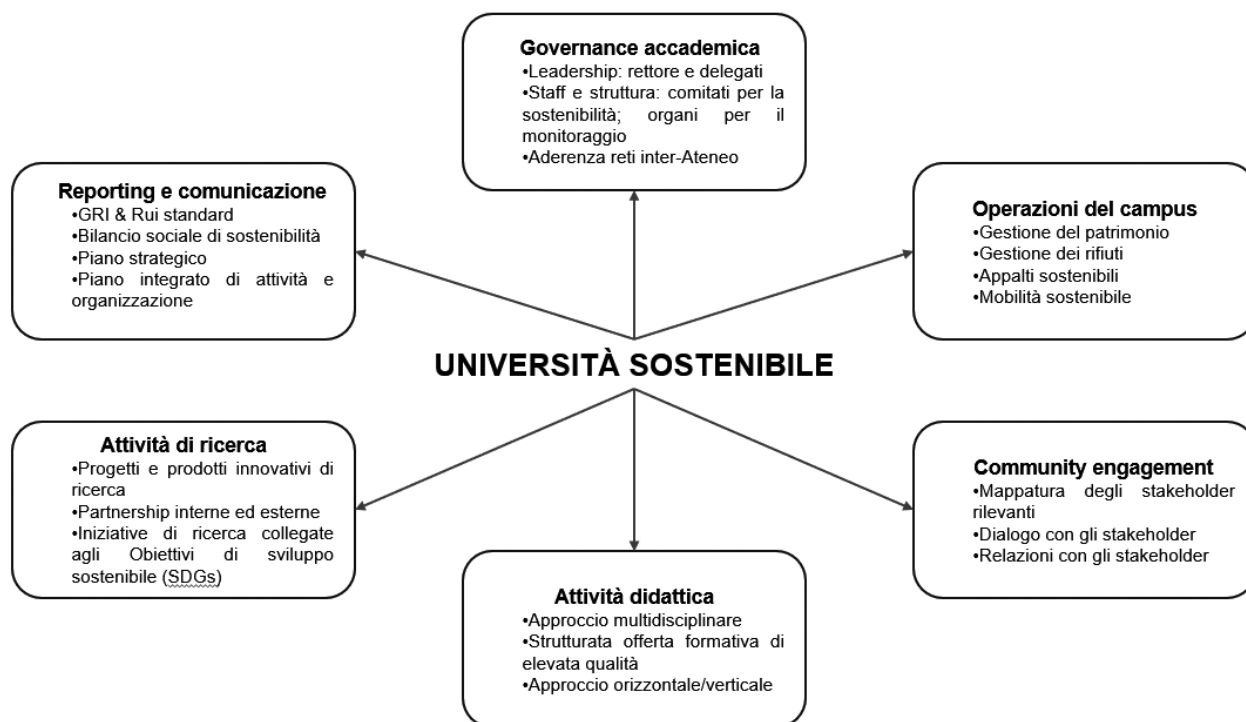 Governance accademica
•Leadership: rettore e delegati
•Staff e struttura: comitati per la
sostenibilità; organi per il
monitoraggio
•Aderenza reti inter-Ateneo
Reporting e comunicazione
•GRI & Rui standard
•Bilancio sociale di sostenibilità
•Piano strategico
•Piano integrato di attività e
organizzazione
Operazioni del campus
•Gestione del patrimonio
•Gestione dei rifiuti
•Appalti sostenibili
•Mobilità sostenibile
UNIVERSITÀ SOSTENIBILE
Attività di ricerca
•Progetti e prodotti innovativi di
ricerca
•Partnership interne ed esterne
•Iniziative di ricerca collegate
agli Obiettivi di sviluppo
sostenibile (SDGs)
Community engagement
•Mappatura degli stakeholder
rilevanti
•Dialogo con gli stakeholder
•Relazioni con gli stakeholder
Attività didattica
•Approccio multidisciplinare
•Strutturata offerta formativa di
elevata qualità
•Approccio orizzontale/verticale